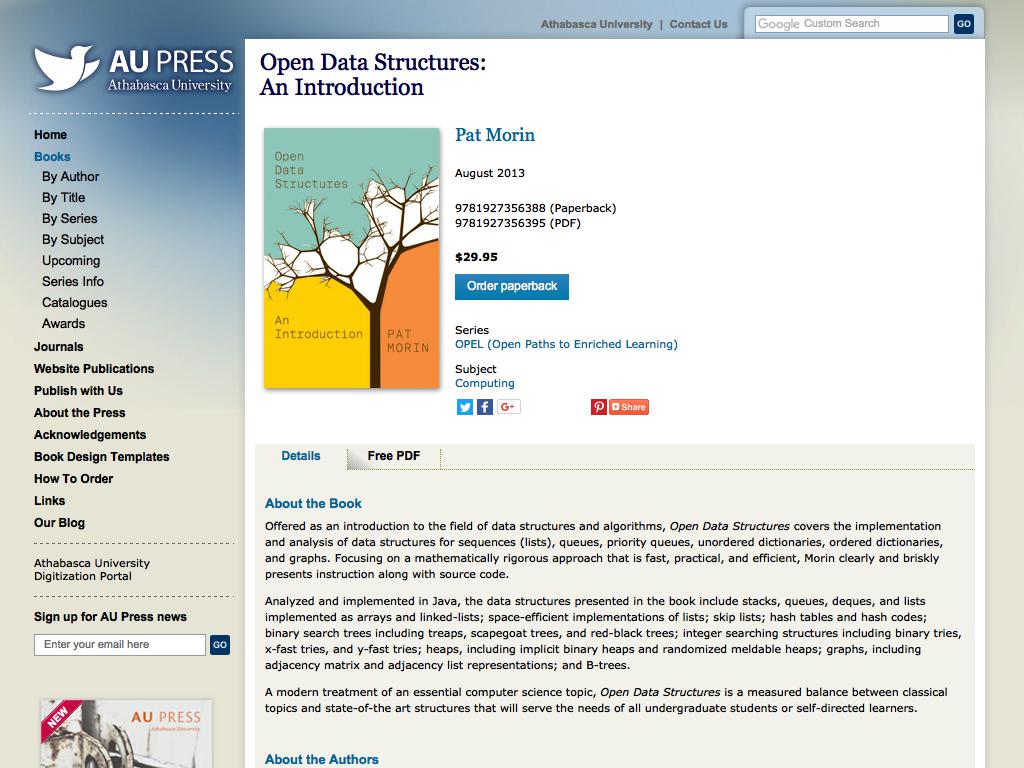 Athabasca University | Contact Us
Google Custom Search
GO
AU PRESS
Athabasca University
Home
Books
By Author
By Title
By Series
By Subject
Upcoming
Series Info
Catalogues
Awards
Journals
Website Publications
Publish with Us
About the Press
Acknowledgements
Book Design Templates
How To Order
Links
Our Blog
Athabasca University
Digitization Portal
Sign up for AU Press news
Enter your email here
GO
NEW
AU PRESS
Athabasca University
Open Data Structures:
An Introduction
Open
Data
Structures
An
Introduction
PAT
MORIN
Pat Morin
August 2013
9781927356388 (Paperback)
9781927356395 (PDF)
$29.95
Order paperback
Series
OPEL (Open Paths to Enriched Learning)
Subject
Computing
G+
Share
Details
Free PDF
About the Book
Offered as an introduction to the field of data structures and algorithms, Open Data Structures covers the implementation
and analysis of data structures for sequences (lists), queues, priority queues, unordered dictionaries, ordered dictionaries,
and graphs. Focusing on a mathematically rigorous approach that is fast, practical, and efficient, Morin clearly and briskly
presents instruction along with source code.
Analyzed and implemented in Java, the data structures presented in the book include stacks, queues, deques, and lists
implemented as arrays and linked-lists; space-efficient implementations of lists; skip lists; hash tables and hash codes;
binary search trees including treaps, scapegoat trees, and red-black trees; integer searching structures including binary tries,
x-fast tries, and y-fast tries; heaps, including implicit binary heaps and randomized meldable heaps; graphs, including
adjacency matrix and adjacency list representations; and B-trees.
A modern treatment of an essential computer science topic, Open Data Structures is a measured balance between classical
topics and state-of-the art structures that will serve the needs of all undergraduate students or self-directed learners.
About the Authors